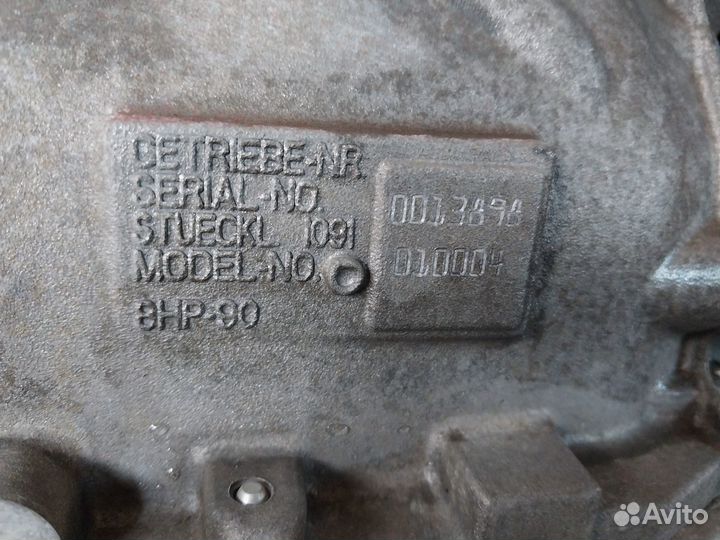 GETRIEBE-NR
SERIAL-NO.
STUECKL 1091
MODEL-NO.
8HP-90
0013898
010004
Avito